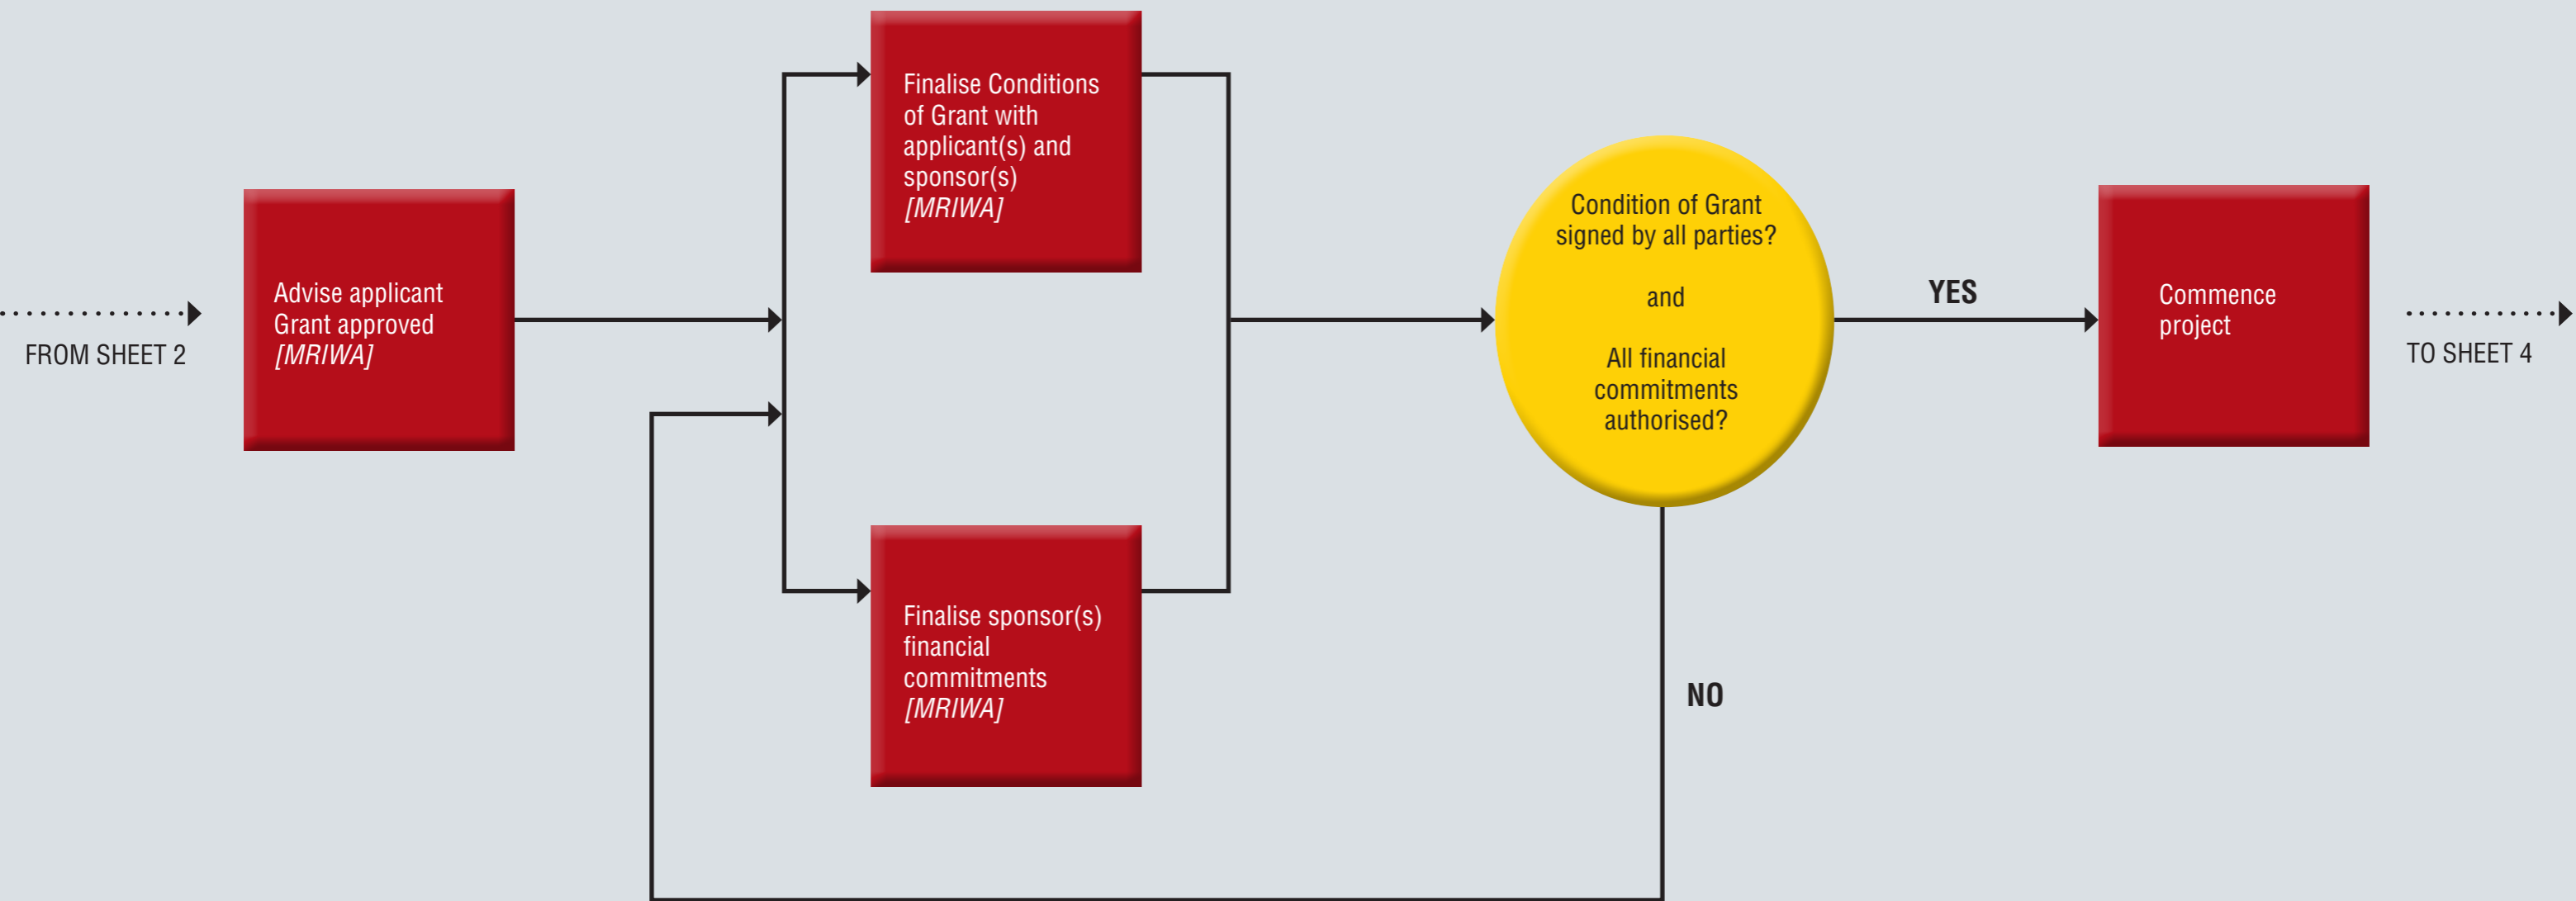 FROM SHEET 2
Advise applicant
Grant approved
[MRIWA]
Finalise Conditions
of Grant with
applicant(s) and
sponsor(s)
[MRIWA]
Finalise sponsor(s)
financial
commitments
[MRIWA]
Condition of Grant
signed by all parties?
and
All financial
commitments
authorised?
YES
NO
Commence
project
TO SHEET 4